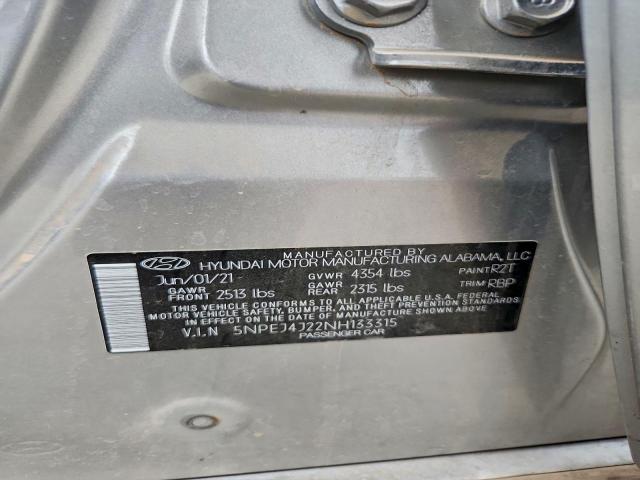 MANUFACTURED BY
HYUNDAI MOTOR MANUFACTURING ALABAMA, LLC
Jun/01/21 GVWR 4354 lbs PAINT R2T
GAWR FRONT 2513 lbs GAWR REAR 2315 lbs TRIM RBP
THIS VEHICLE CONFORMS TO ALL APPLICABLE U.S.A. FEDERAL
MOTOR VEHICLE SAFETY, BUMPER, AND THEFT PREVENTION STANDARDS
IN EFFECT ON THE DATE OF MANUFACTURE SHOWN ABOVE
V.I.N 5NPEJ4J22NH133315
PASSENGER CAR